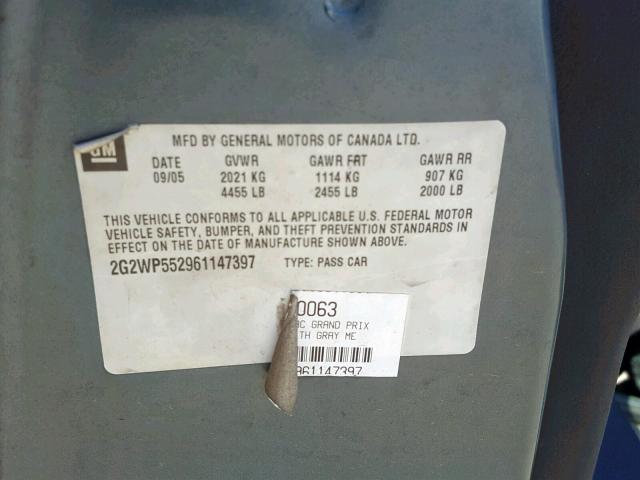 GM
MFD BY GENERAL MOTORS OF CANADA LTD.
DATE GVWR GAWR FRT GAWR RR
09/05 2021 KG 1114 KG 907 KG
4455 LB 2455 LB 2000 LB
THIS VEHICLE CONFORMS TO ALL APPLICABLE U.S. FEDERAL MOTOR
VEHICLE SAFETY, BUMPER, AND THEFT PREVENTION STANDARDS IN
EFFECT ON THE DATE OF MANUFACTURE SHOWN ABOVE.
2G2WP552961147397 TYPE: PASS CAR
0063
GRAND PRIX
GRAY ME
961147397